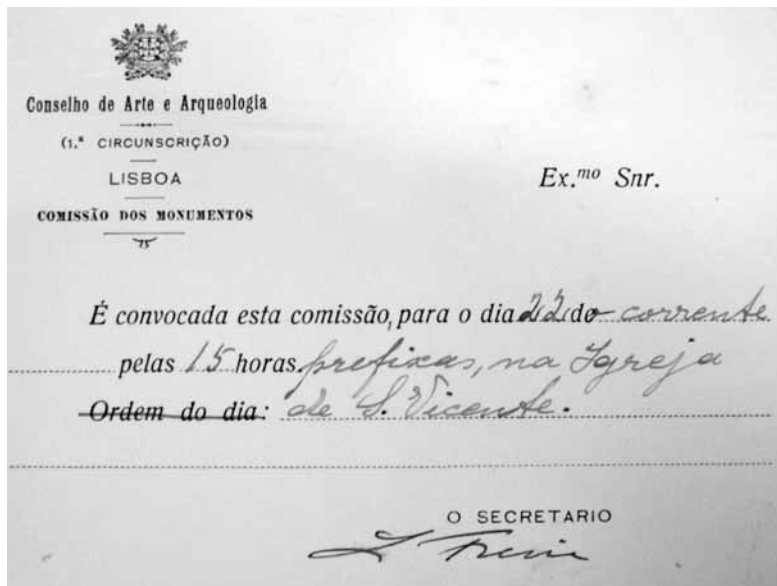 Conselho de Arte e Arqueologia
(1.ª CIRCUNSCRIÇÃO)
LISBOA
COMISSÃO DOS MONUMENTOS
Ex.mo Snr.
É convocada esta comissão, para o dia 22 do corrente
pelas 15 horas prefixas, na Igreja
Ordem do dia: de S. Vicente.
O SECRETARIO